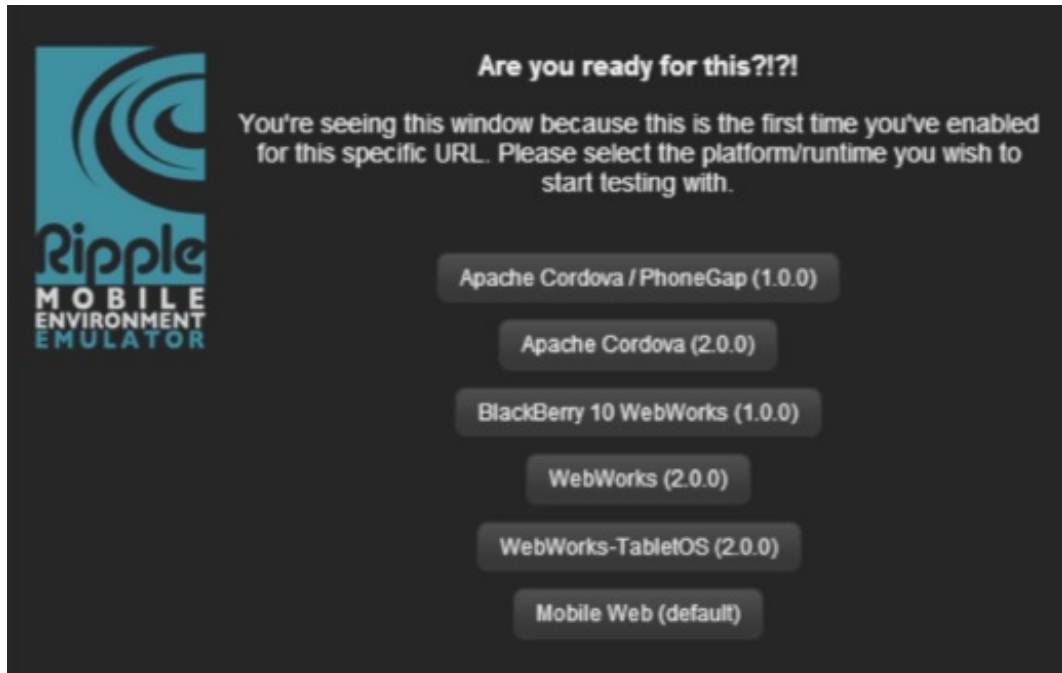 Are you ready for this?!?!
You're seeing this window because this is the first time you've enabled
for this specific URL. Please select the platform/runtime you wish to
start testing with.
Ripple
MOBILE
ENVIRONMENT
EMULATOR
Apache Cordova / PhoneGap (1.0.0)
Apache Cordova (2.0.0)
BlackBerry 10 WebWorks (1.0.0)
WebWorks (2.0.0)
WebWorks-TabletOS (2.0.0)
Mobile Web (default)